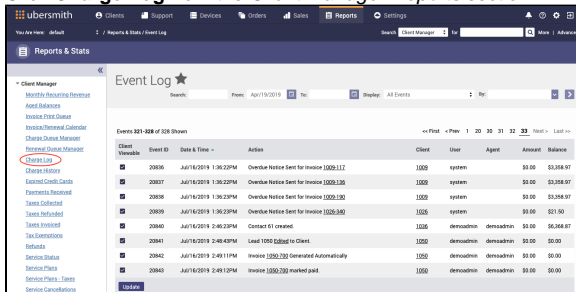 ubersmith Clients Support Devices Orders Sales Reports Settings
You Are Here: default / Reports & Stats / Event Log Search Client Manager for More | Advance
Reports & Stats
«
Client Manager
Monthly Recurring Revenue
Aged Balances
Invoice Print Queue
Invoice/Renewal Calendar
Charge Queue Manager
Renewal Queue Manager
Charge Log
Charge History
Expired Credit Cards
Payments Received
Taxes Collected
Taxes Refunded
Taxes Invoiced
Tax Exemptions
Refunds
Service Status
Service Plans
Service Plans - Taxes
Service Cancellations
Event Log
Search: From: Apr/19/2019 To: Display: All Events By:
Events 321-328 of 328 Shown << First < Prev 1 20 30 31 32 33 Next > Last >>
Client Viewable Event ID Date & Time Action Client User Agent Amount Balance
20836 Jul/16/2019 1:36:22PM Overdue Notice Sent for Invoice 1009-117 1009 system $0.00 $3,358.97
20837 Jul/16/2019 1:36:22PM Overdue Notice Sent for Invoice 1009-136 1009 system $0.00 $3,358.97
20838 Jul/16/2019 1:36:23PM Overdue Notice Sent for Invoice 1009-190 1009 system $0.00 $3,358.97
20839 Jul/16/2019 1:36:23PM Overdue Notice Sent for Invoice 1026-340 1026 system $0.00 $21.50
20840 Jul/16/2019 2:46:23PM Contact 61 created. 1036 demoadmin demoadmin $0.00 $6,368.87
20841 Jul/16/2019 2:48:43PM Lead 1050 Edited to Client. 1050 demoadmin demoadmin $0.00 $0.00
20842 Jul/16/2019 2:49:11PM Invoice 1050-700 Generated Automatically 1050 demoadmin demoadmin $0.00 $0.00
20843 Jul/16/2019 2:49:12PM Invoice 1050-700 marked paid. 1050 demoadmin demoadmin $0.00 $0.00
Update